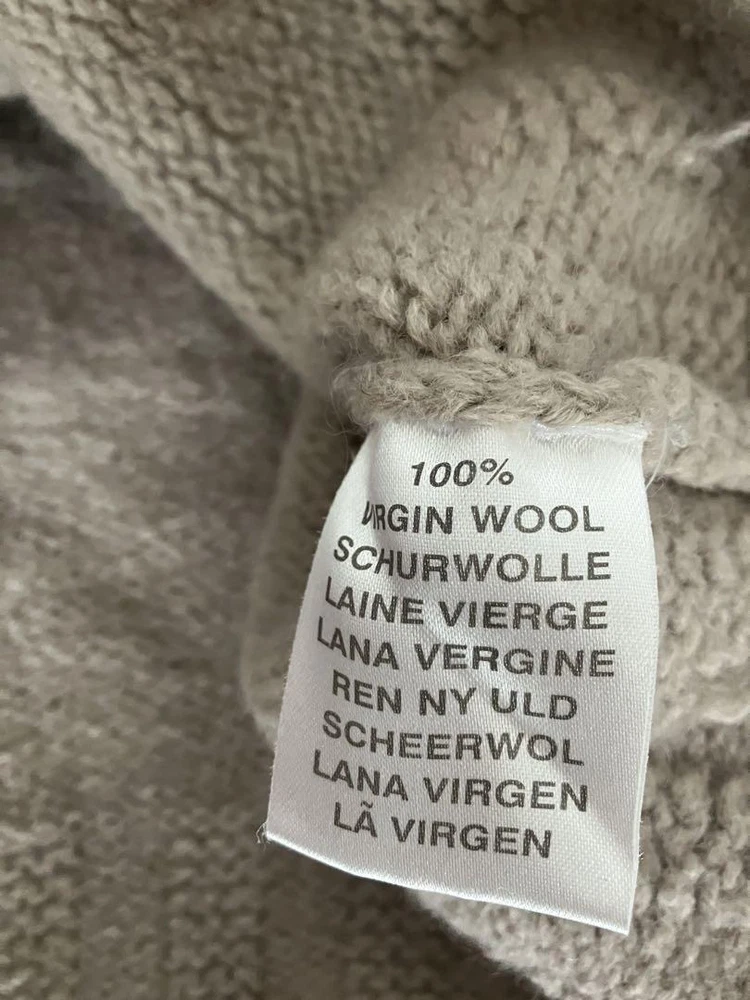 100%
VIRGIN WOOL
SCHURWOLLE
LAINE VIERGE
LANA VERGINE
REN NY ULD
SCHEERWOL
LANA VIRGEN
LÃ VIRGEN